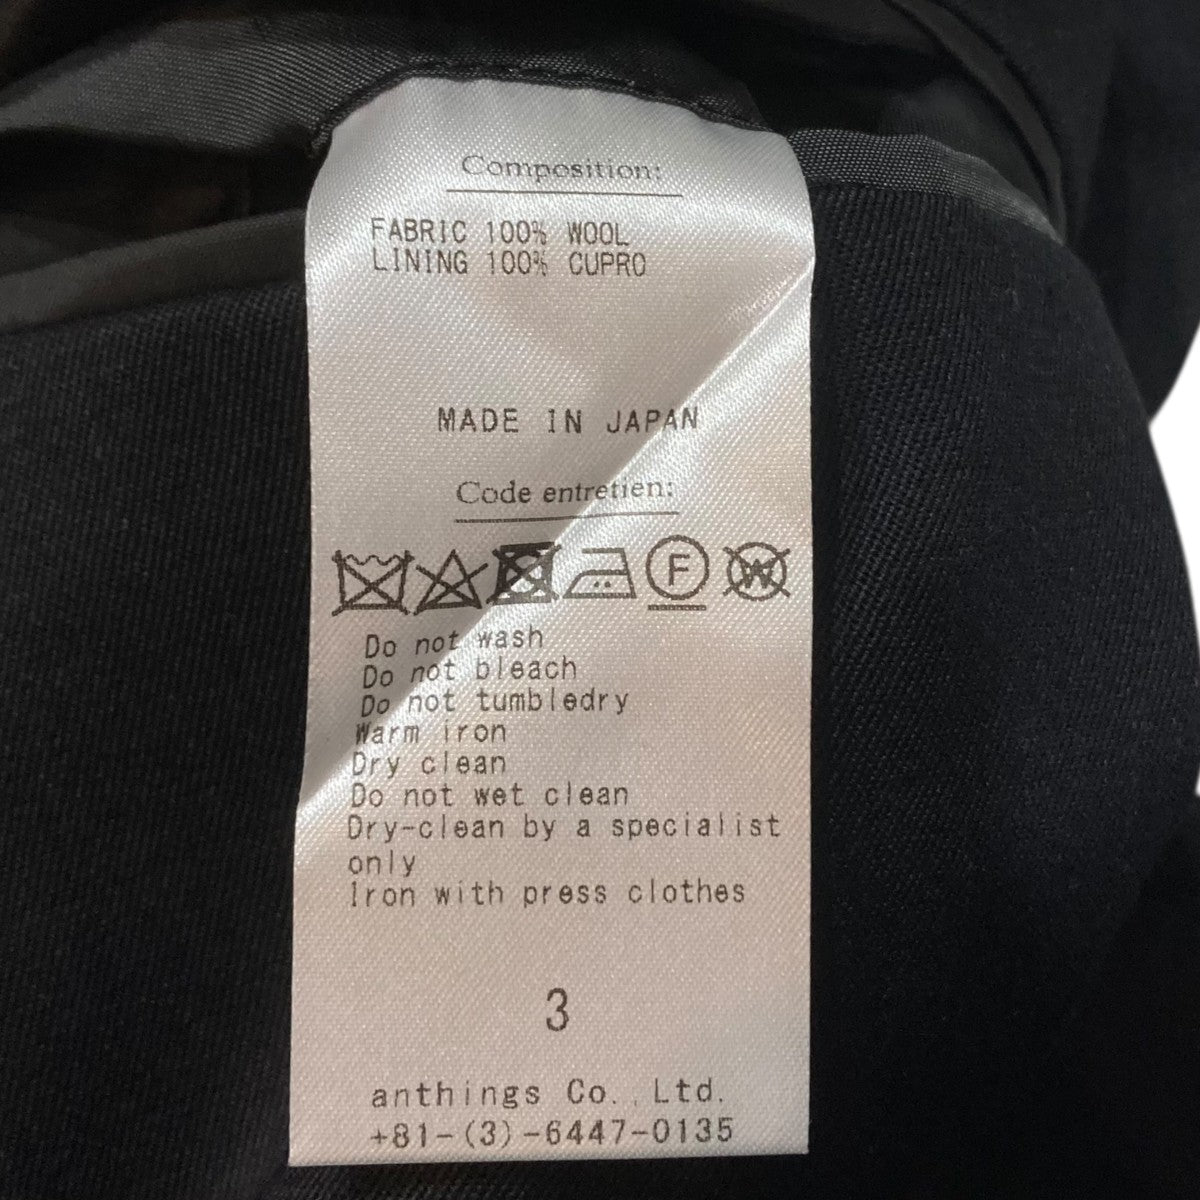 Composition:
FABRIC 100% WOOL
LINING 100% CUPRO
MADE IN JAPAN
Code entretien:
F W
Do not wash
Do not bleach
Do not tumbledry
Warm iron
Dry clean
Do not wet clean
Dry-clean by a specialist
only
Iron with press clothes
3
anthings Co., Ltd.
+81-(3)-6447-0135